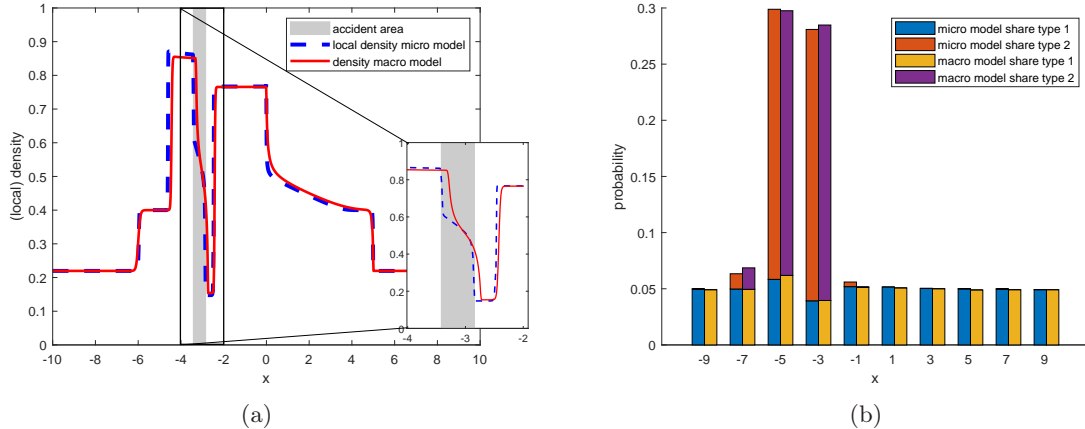 1
0.9
0.8
0.7
0.6
0.5
0.4
0.3
0.2
0.1
0
(local) density
-10 -8 -6 -4 -2 0 2 4 6 8 10
x
accident area
local density micro model
density macro model
1
0.8
0.6
0.4
0.2
0
-4 -3 -2
(a)
0.3
0.25
0.2
0.15
0.1
0.05
0
probability
-9 -7 -5 -3 -1 1 3 5 7 9
x
micro model share type 1
micro model share type 2
macro model share type 1
macro model share type 2
(b)